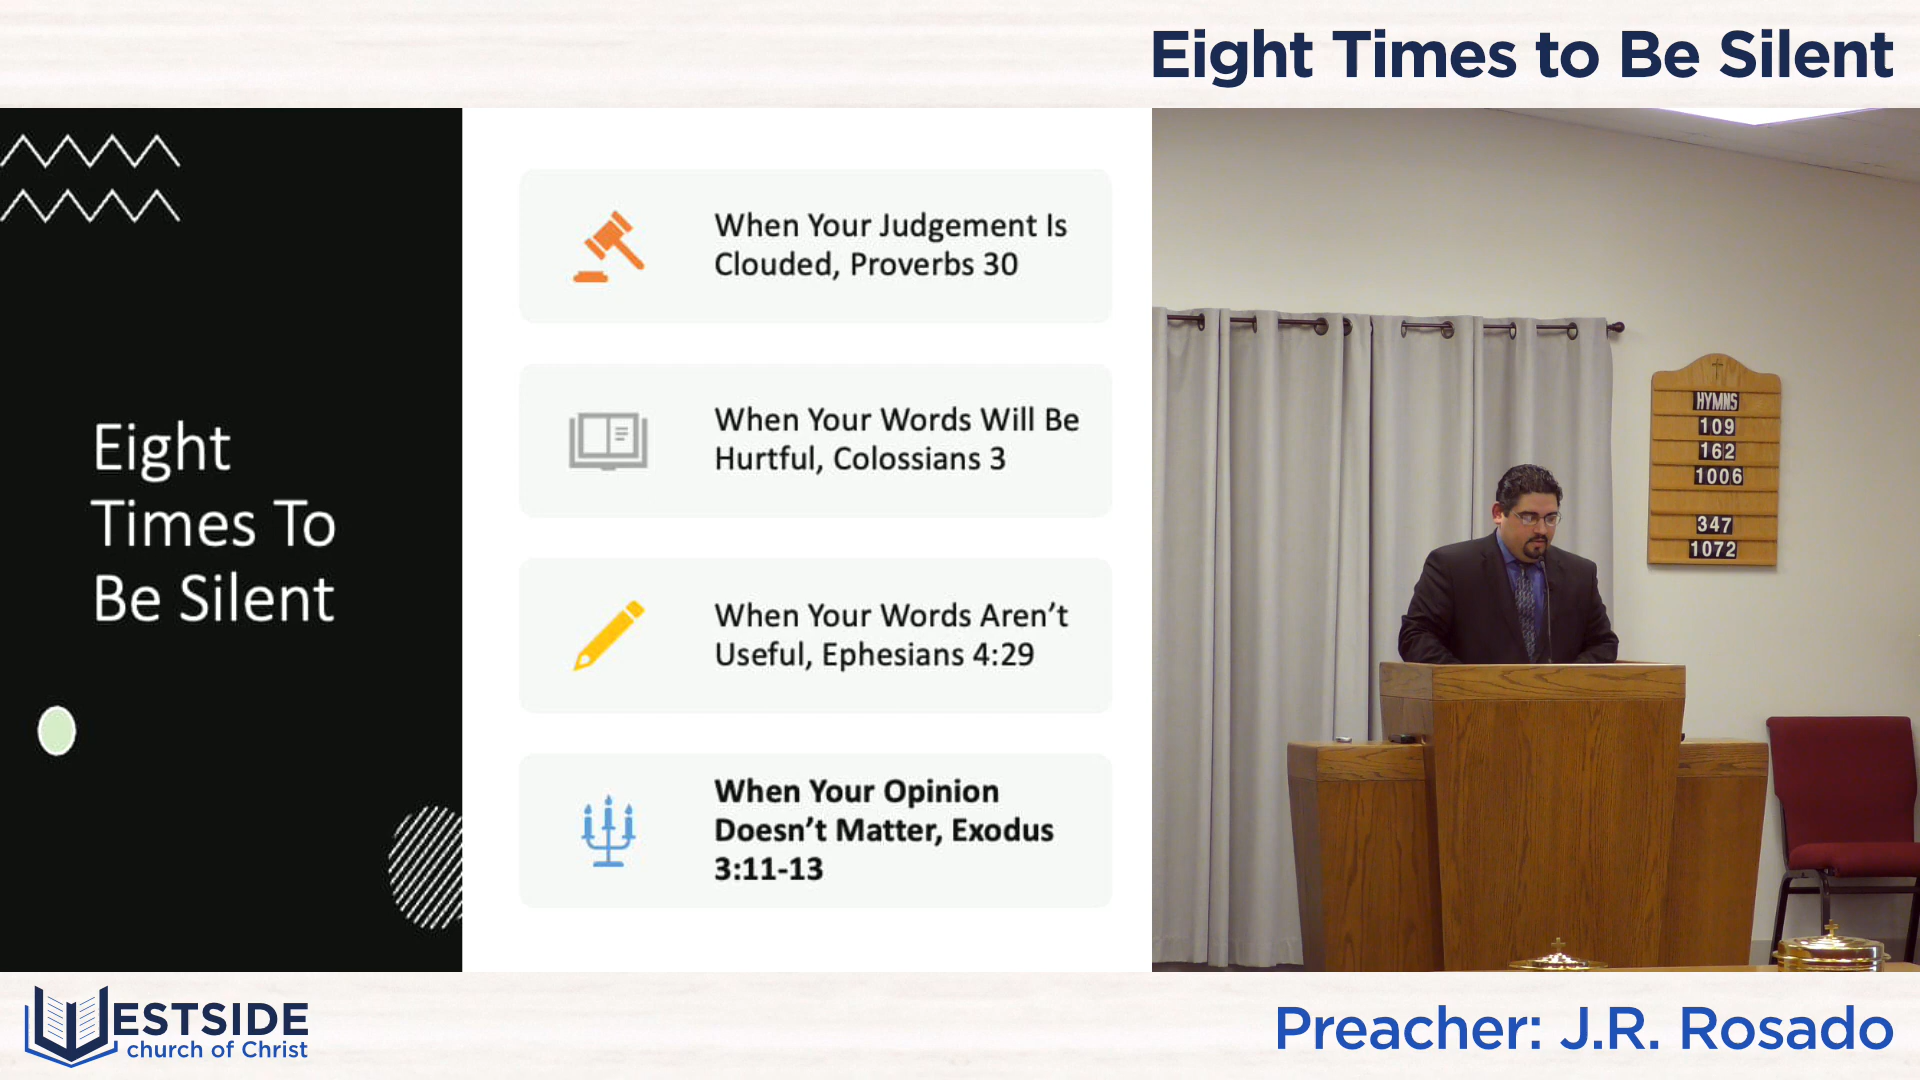 Eight Times to Be Silent
Eight
Times To
Be Silent
When Your Judgement Is
Clouded, Proverbs 30
When Your Words Will Be
Hurtful, Colossians 3
When Your Words Aren’t
Useful, Ephesians 4:29
When Your Opinion
Doesn’t Matter, Exodus
3:11-13
HYMNS
109
162
1006
347
1072
WESTSIDE
church of Christ
Preacher: J.R. Rosado